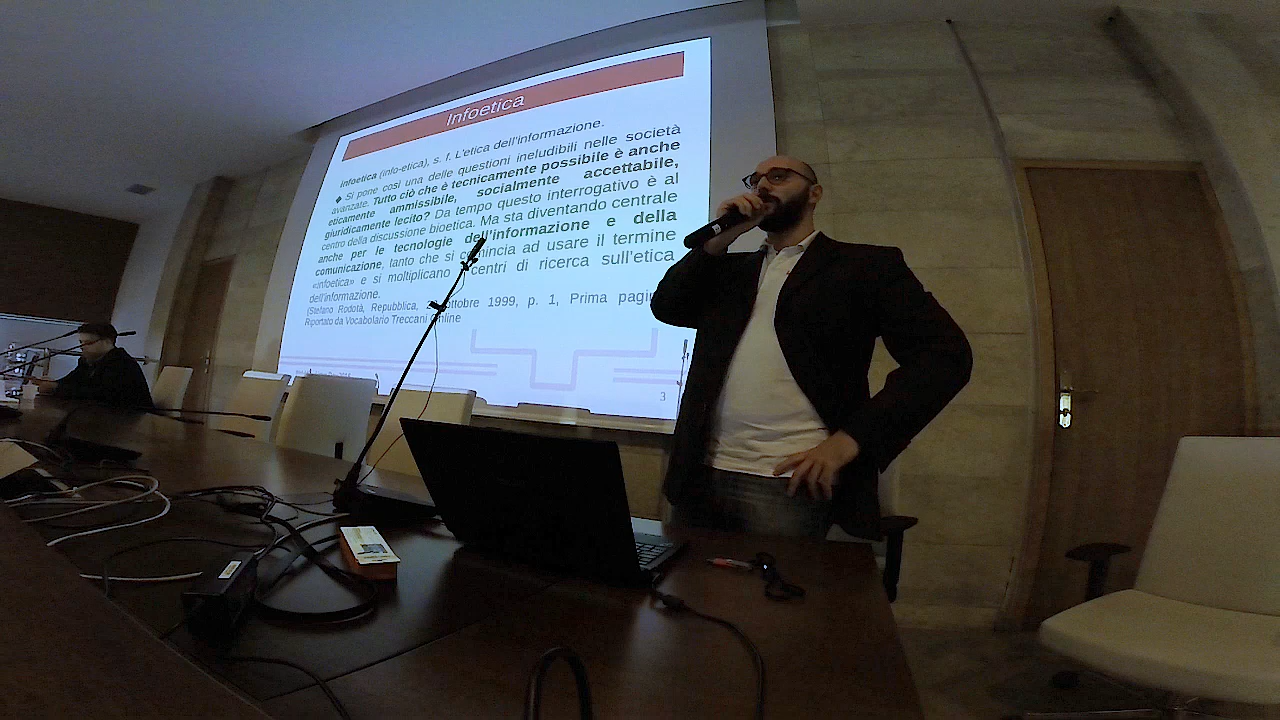 Infoetica
infoetica (info-etica), s. f. L'etica dell'informazione.
♦ Si pone così una delle questioni ineludibili nelle società
avanzate. Tutto ciò che è tecnicamente possibile è anche
eticamente ammissibile, socialmente accettabile,
giuridicamente lecito? Da tempo questo interrogativo è al
centro della discussione bioetica. Ma sta diventando centrale
anche per le tecnologie dell'informazione e della
comunicazione, tanto che si comincia ad usare il termine
«infoetica» e si moltiplicano i centri di ricerca sull'etica
dell'informazione.
(Stefano Rodotà, Repubblica, ottobre 1999, p. 1, Prima pagina
Riportato da Vocabolario Treccani Online
3